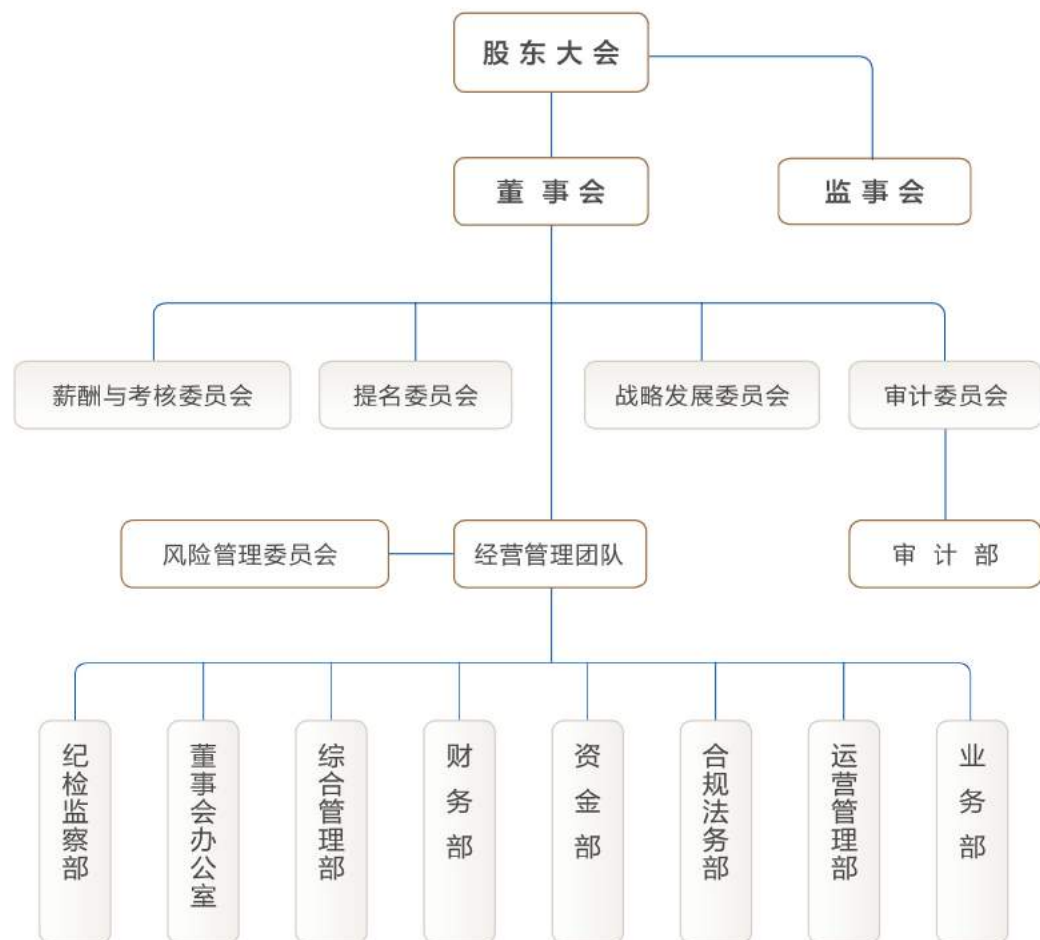 股东大会
董事会
监事会
薪酬与考核委员会
提名委员会
战略发展委员会
审计委员会
风险管理委员会
经营管理团队
审计部
纪检监察部
董事会办公室
综合管理部
财务部
资金部
合规法务部
运营管理部
业务部